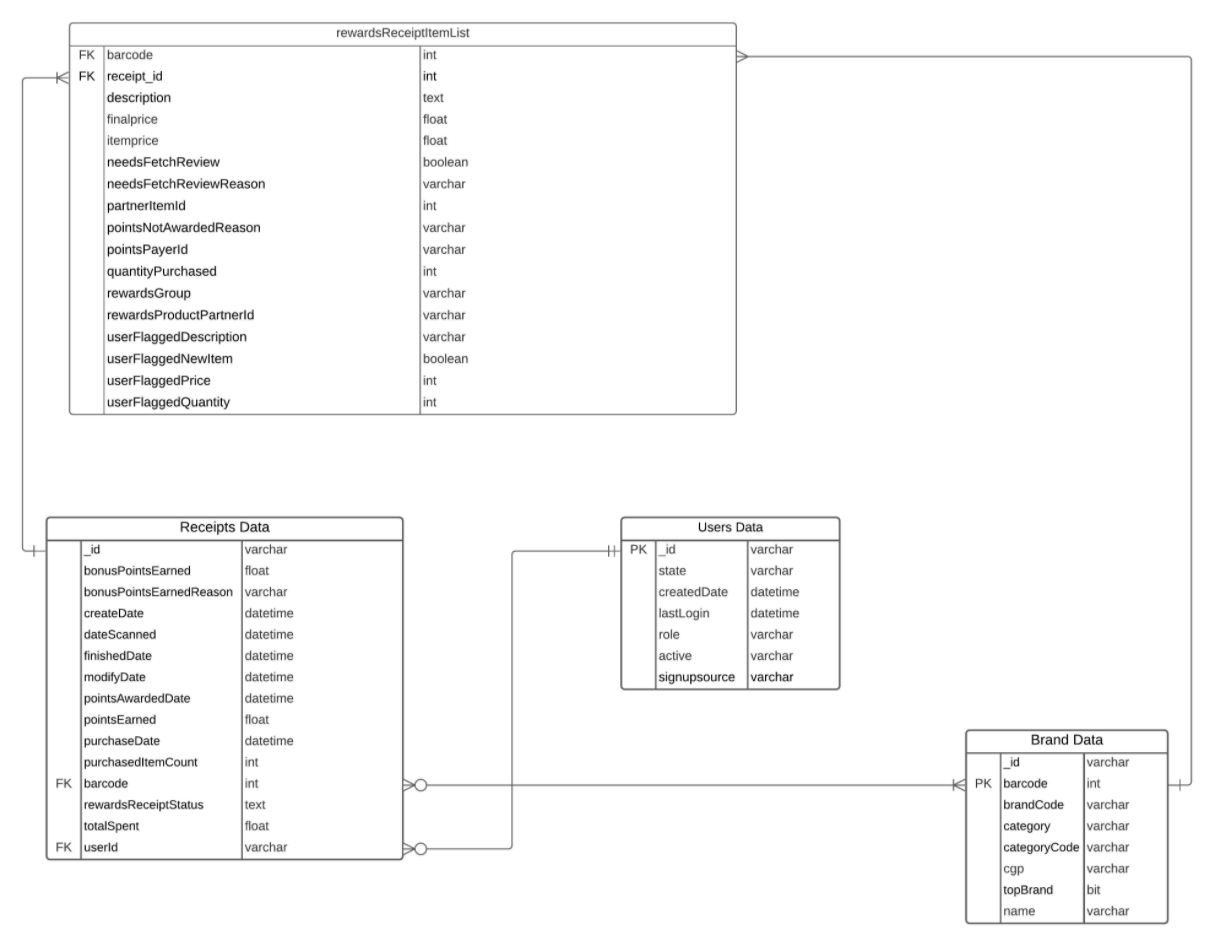 rewardsReceiptItemList
FK barcode int
FK receipt_id int
description text
finalprice float
itemprice float
needsFetchReview boolean
needsFetchReviewReason varchar
partnerItemId int
pointsNotAwardedReason varchar
pointsPayerId varchar
quantityPurchased int
rewardsGroup varchar
rewardsProductPartnerId varchar
userFlaggedDescription varchar
userFlaggedNewItem boolean
userFlaggedPrice int
userFlaggedQuantity int
Receipts Data
_id varchar
bonusPointsEarned float
bonusPointsEarnedReason varchar
createDate datetime
dateScanned datetime
finishedDate datetime
modifyDate datetime
pointsAwardedDate datetime
pointsEarned float
purchaseDate datetime
purchasedItemCount int
FK barcode int
rewardsReceiptStatus text
totalSpent float
FK userId varchar
Users Data
PK _id varchar
state varchar
createdDate datetime
lastLogin datetime
role varchar
active varchar
signupsource varchar
Brand Data
_id varchar
PK barcode int
brandCode varchar
category varchar
categoryCode varchar
cgp varchar
topBrand bit
name varchar